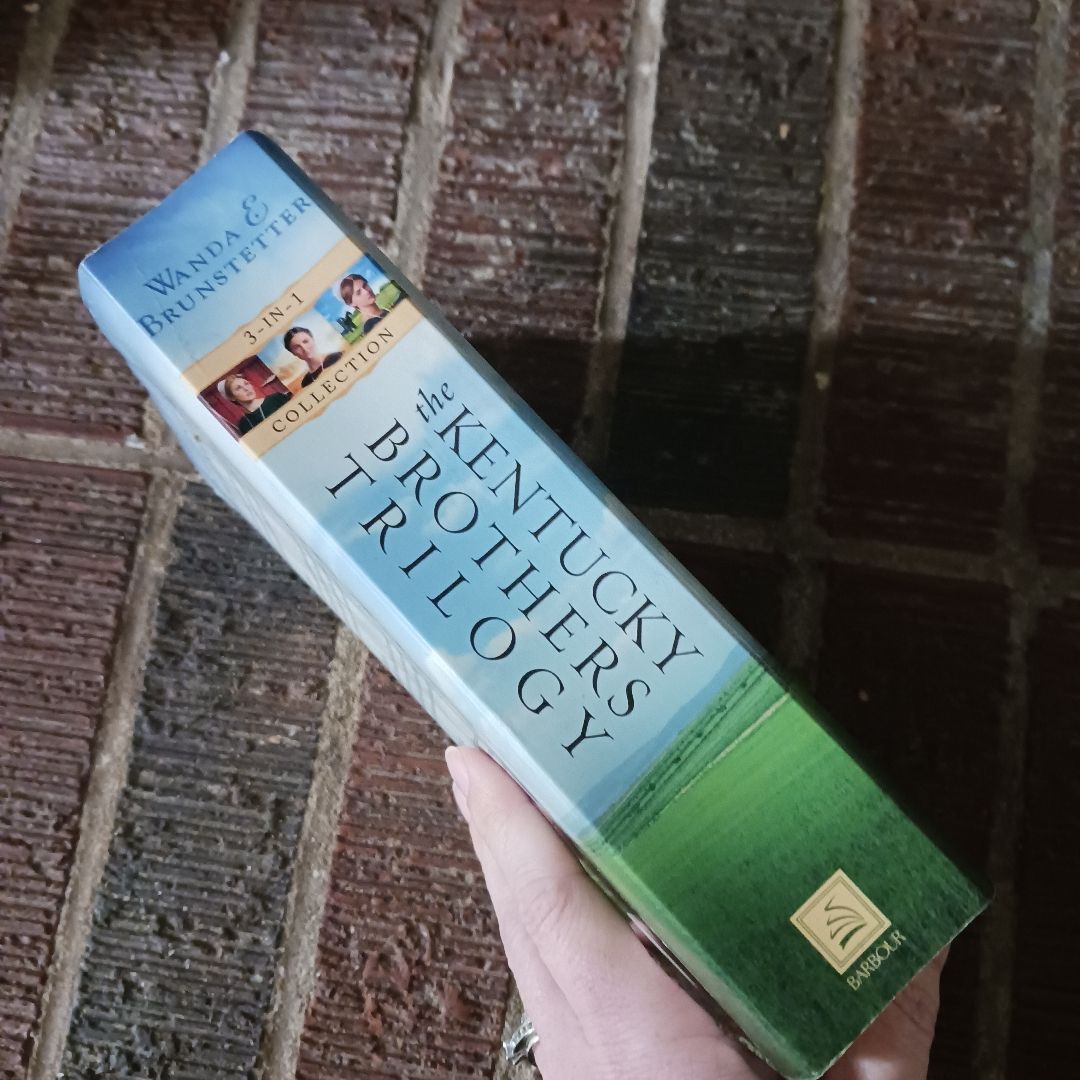 WANDA E
BRUNSTETTER
3-IN-1
COLLECTION
the
KENTUCKY
BROTHERS
TRILOGY
BARBOUR